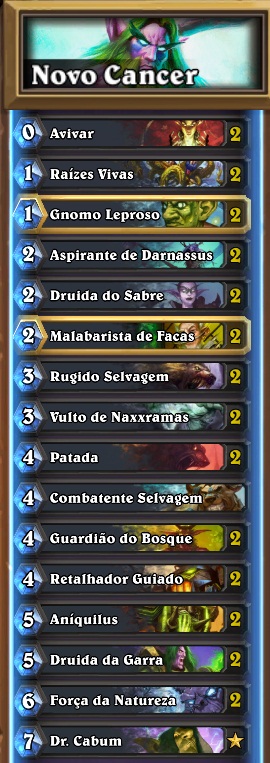 Novo Cancer
0 Avivar 2
1 Raízes Vivas 2
1 Gnomo Leproso 2
2 Aspirante de Darnassus 2
2 Druida do Sabre 2
2 Malabarista de Facas 2
3 Rugido Selvagem 2
3 Vulto de Naxxramas 2
4 Patada 2
4 Combatente Selvagem
4 Guardião do Bosque 2
4 Retalhador Guiado 2
5 Aníquilus 2
5 Druida da Garra 2
6 Força da Natureza 2
7 Dr. Cabum